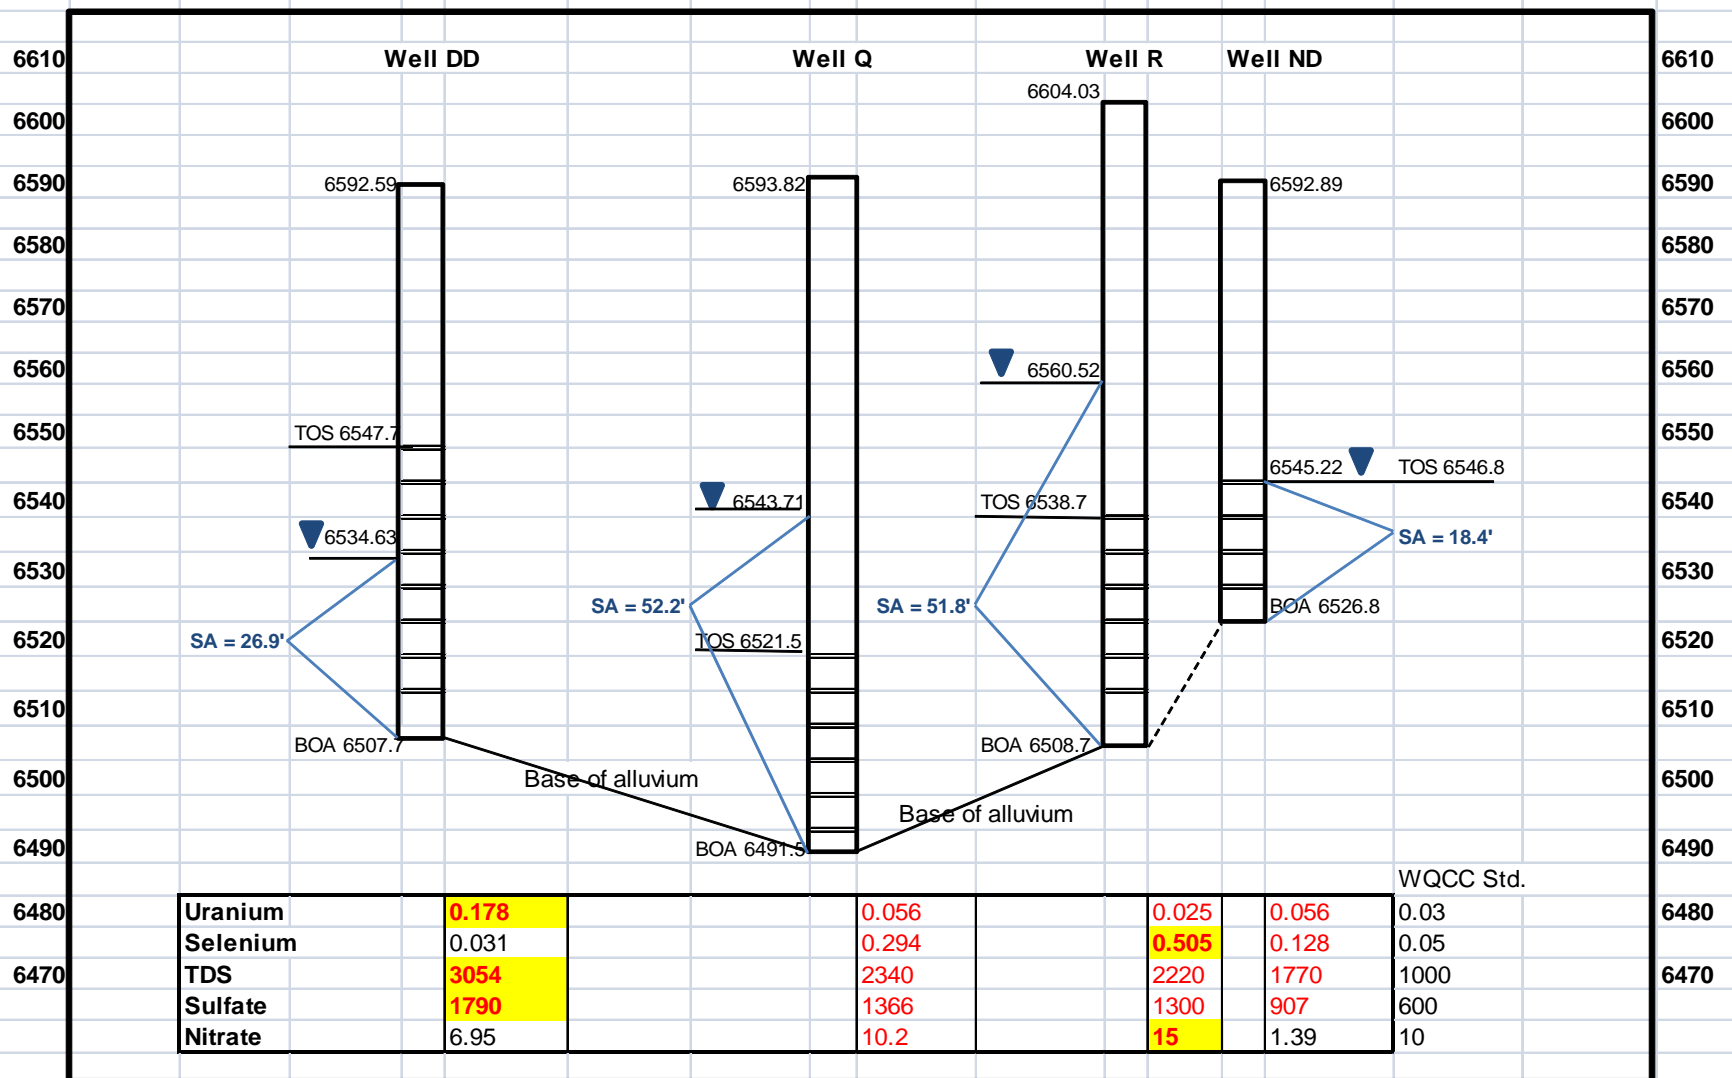 Well DD Well Q Well R Well ND
6610 6610
6604.03
6600 6600
6590 6592.59 6593.82 6592.89 6590
6580 6580
6570 6570
6560 6560.52 6560
6550 TOS 6547.7 6550
6545.22 TOS 6546.8
6540 6543.71 TOS 6538.7 6540
6534.63 SA = 18.4'
6530 6530
SA = 52.2' SA = 51.8' BOA 6526.8
6520 SA = 26.9' TOS 6521.5 6520
6510 6510
BOA 6507.7 BOA 6508.7
6500 Base of alluvium 6500
Base of alluvium
6490 BOA 6491.5 6490
WQCC Std.
6480 Uranium 0.178 0.056 0.025 0.056 0.03 6480
Selenium 0.031 0.294 0.505 0.128 0.05
6470 TDS 3054 2340 2220 1770 1000 6470
Sulfate 1790 1366 1300 907 600
Nitrate 6.95 10.2 15 1.39 10